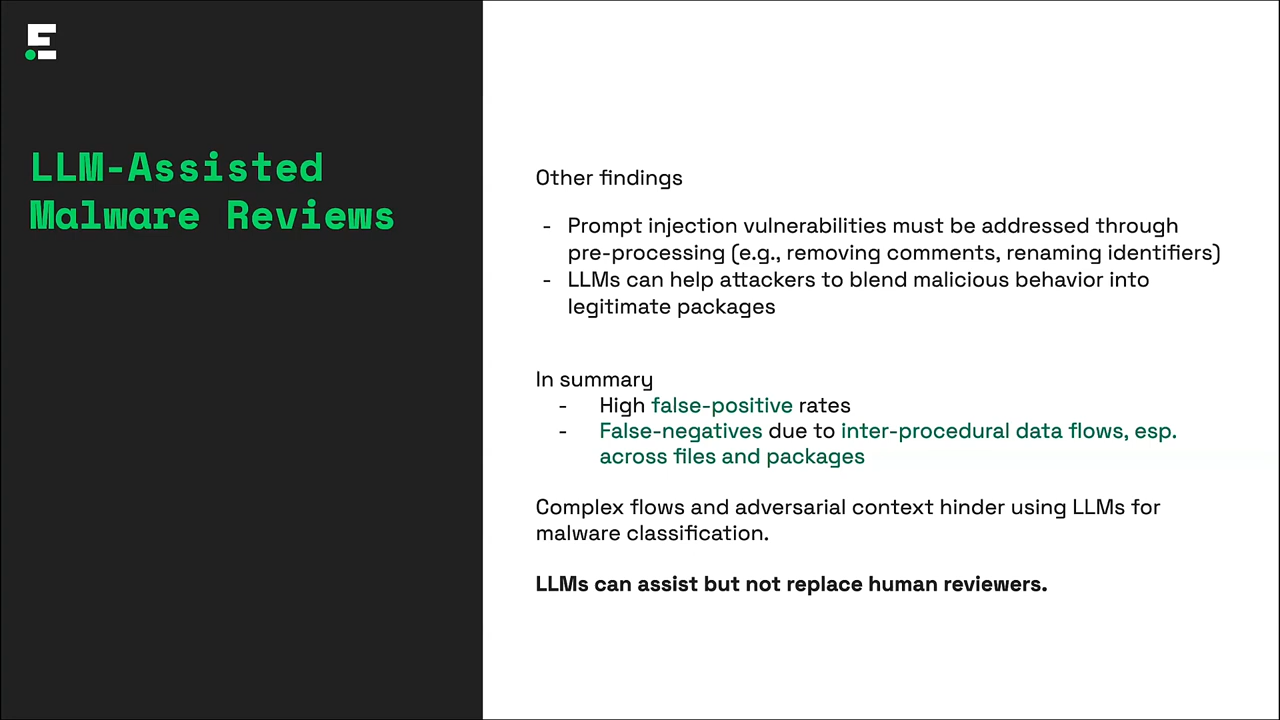 LLM-Assisted
Malware Reviews
Other findings
- Prompt injection vulnerabilities must be addressed through
pre-processing (e.g., removing comments, renaming identifiers)
- LLMs can help attackers to blend malicious behavior into
legitimate packages
In summary
- High false-positive rates
- False-negatives due to inter-procedural data flows, esp.
across files and packages
Complex flows and adversarial context hinder using LLMs for
malware classification.
LLMs can assist but not replace human reviewers.